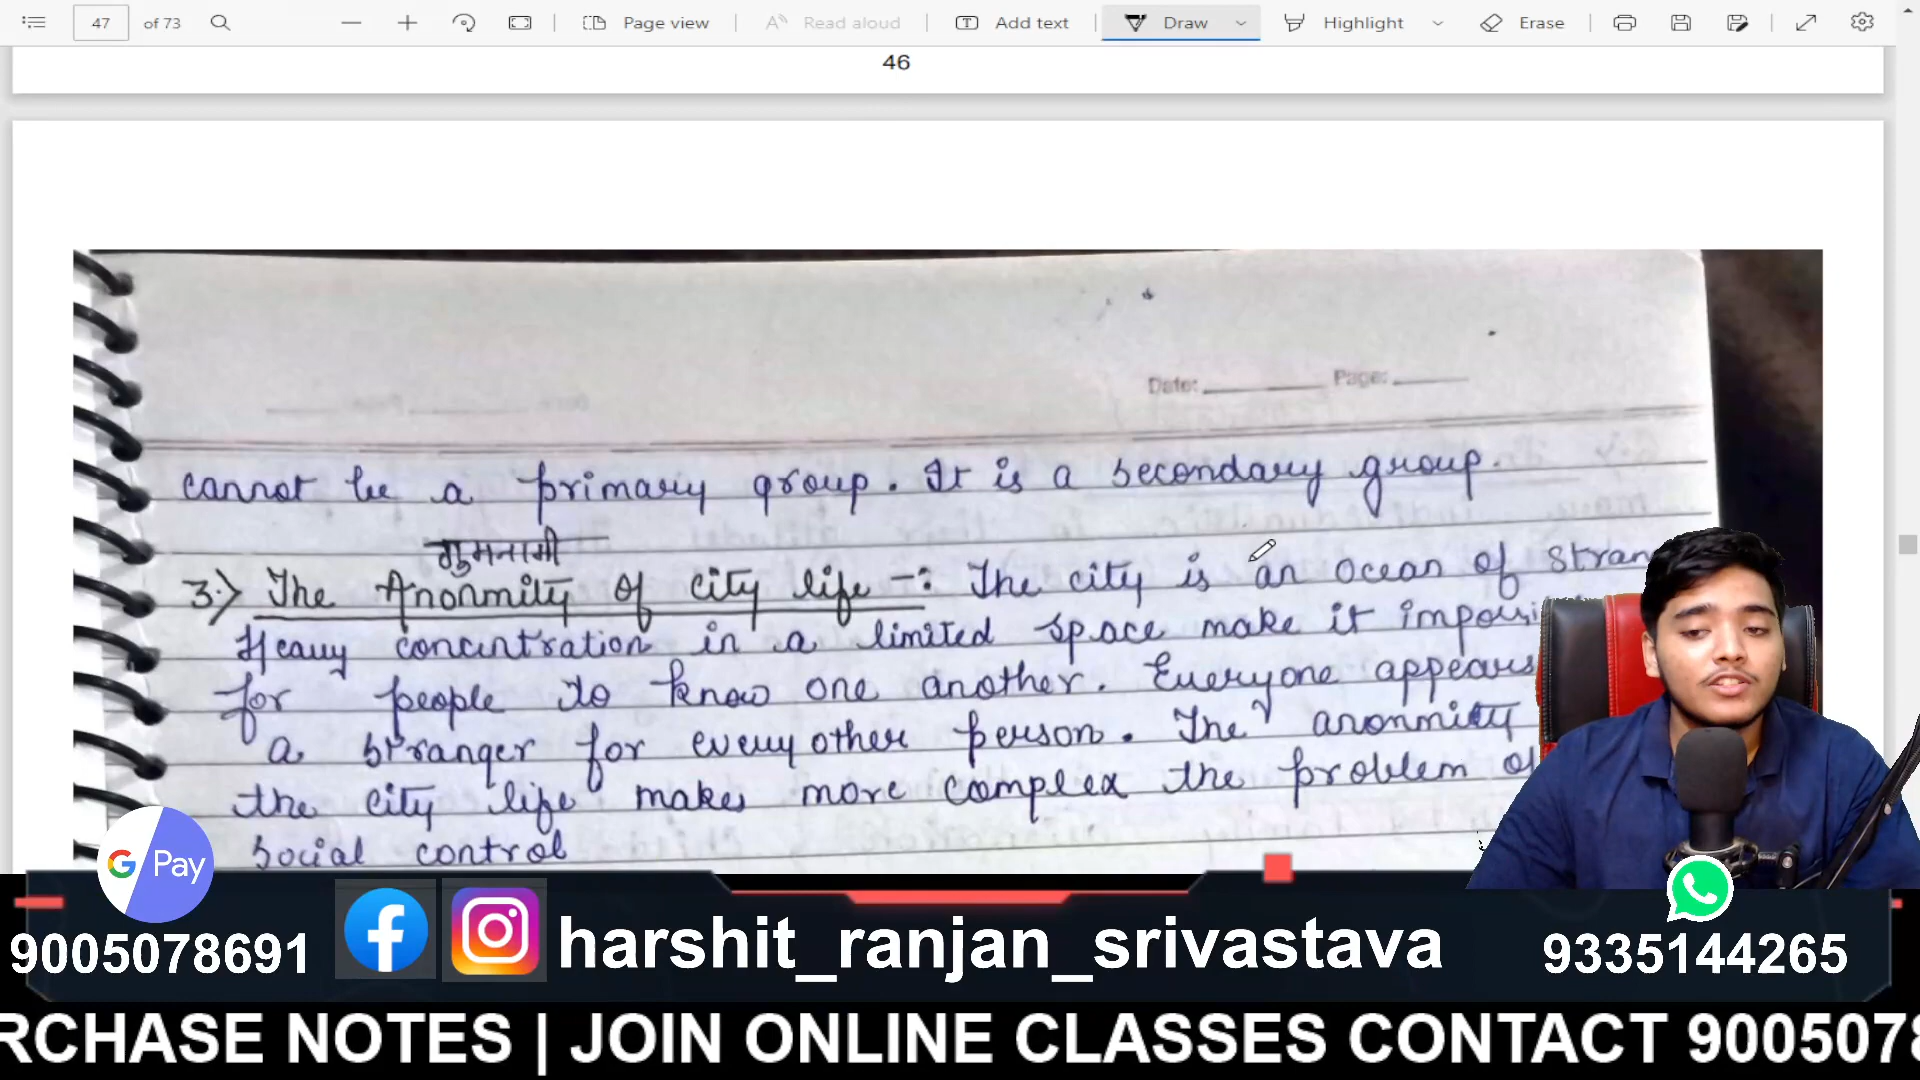 47 of 73 Page view Read aloud Add text Draw Highlight Erase
46
Date: Page:
cannot be a primary group. It is a secondary group.
गुमनामी
3.) The Anonmity of city life -: The city is an ocean of stran
Heavy concentration in a limited space make it impossi
for people to know one another. Everyone appears
a stranger for every other person. The anonmity
the city life makes more complex the problem of
social control
G Pay
9005078691 harshit_ranjan_srivastava 9335144265
RCHASE NOTES | JOIN ONLINE CLASSES CONTACT 900507